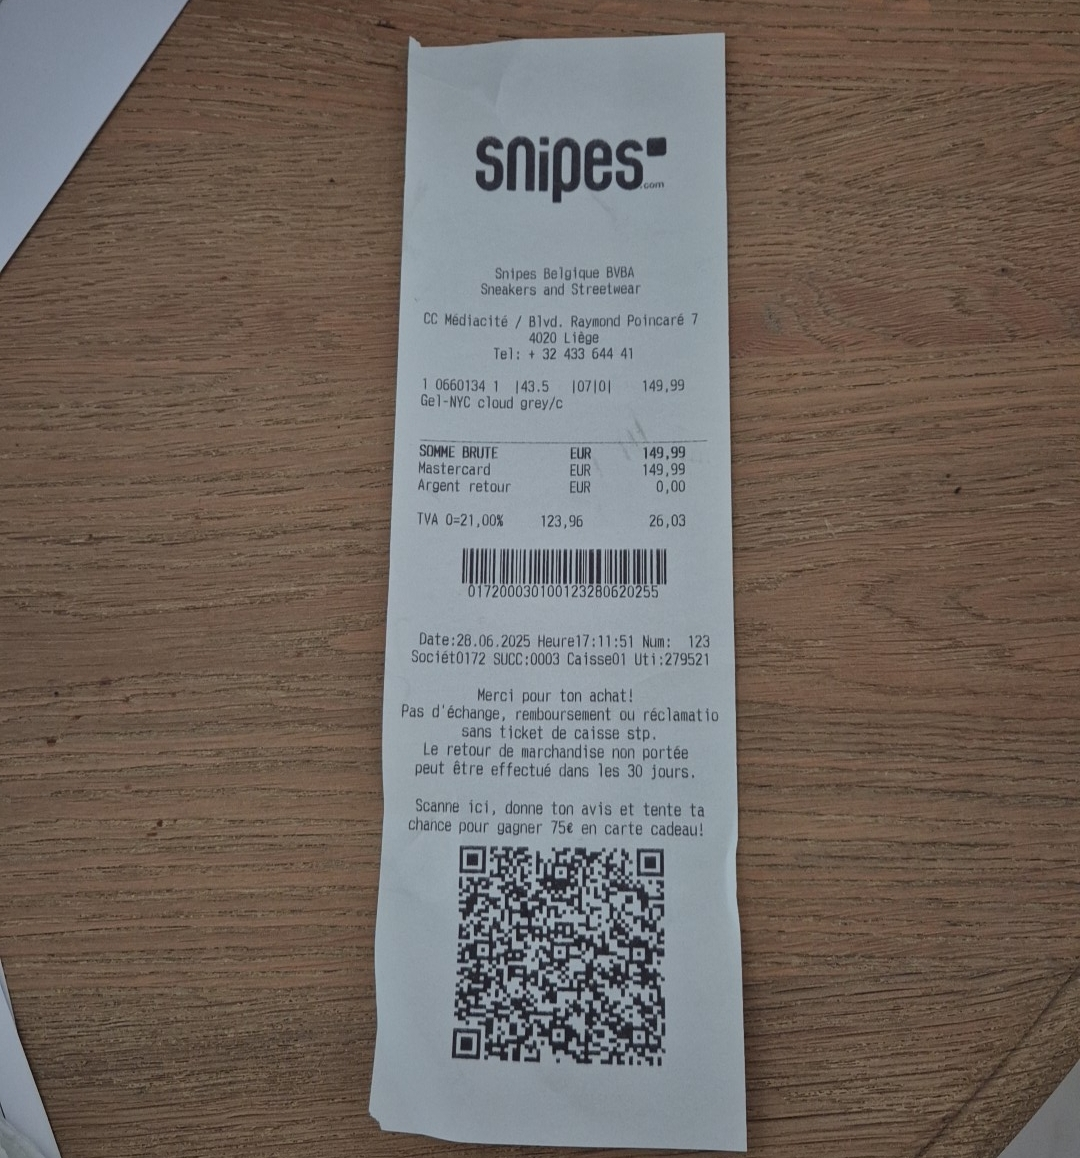 snipes
.com
Snipes Belgique BVBA
Sneakers and Streetwear
CC Médiacité / Blvd. Raymond Poincaré 7
4020 Liège
Tel: + 32 433 644 41
1 0660134 1 |43.5 |07|0| 149,99
Gel-NYC cloud grey/c
SOMME BRUTE EUR 149,99
Mastercard EUR 149,99
Argent retour EUR 0,00
TVA 0=21,00% 123,96 26,03
017200030100123280620255
Date:28.06.2025 Heure17:11:51 Num: 123
Sociét0172 SUCC:0003 Caisse01 Uti:279521
Merci pour ton achat!
Pas d'échange, remboursement ou réclamatio
sans ticket de caisse stp.
Le retour de marchandise non portée
peut être effectué dans les 30 jours.
Scanne ici, donne ton avis et tente ta
chance pour gagner 75€ en carte cadeau!